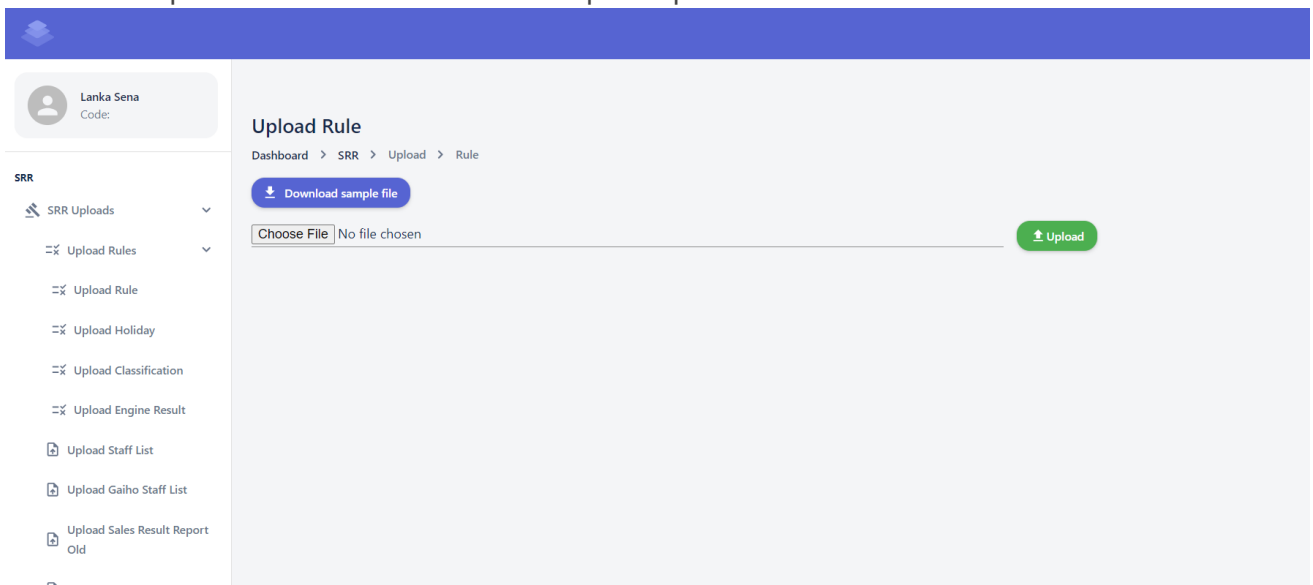 Lanka Sena
Code:
SRR
SRR Uploads
Upload Rules
Upload Rule
Upload Holiday
Upload Classification
Upload Engine Result
Upload Staff List
Upload Gaiho Staff List
Upload Sales Result Report
Old
Upload Rule
Dashboard > SRR > Upload > Rule
Download sample file
Choose File No file chosen
Upload